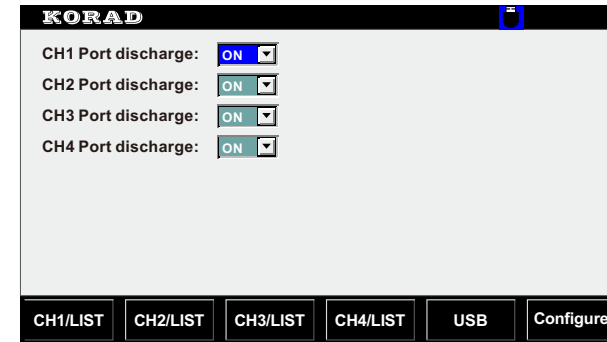 KORAD
CH1 Port discharge: ON
CH2 Port discharge: ON
CH3 Port discharge: ON
CH4 Port discharge: ON
CH1/LIST CH2/LIST CH3/LIST CH4/LIST USB Configure